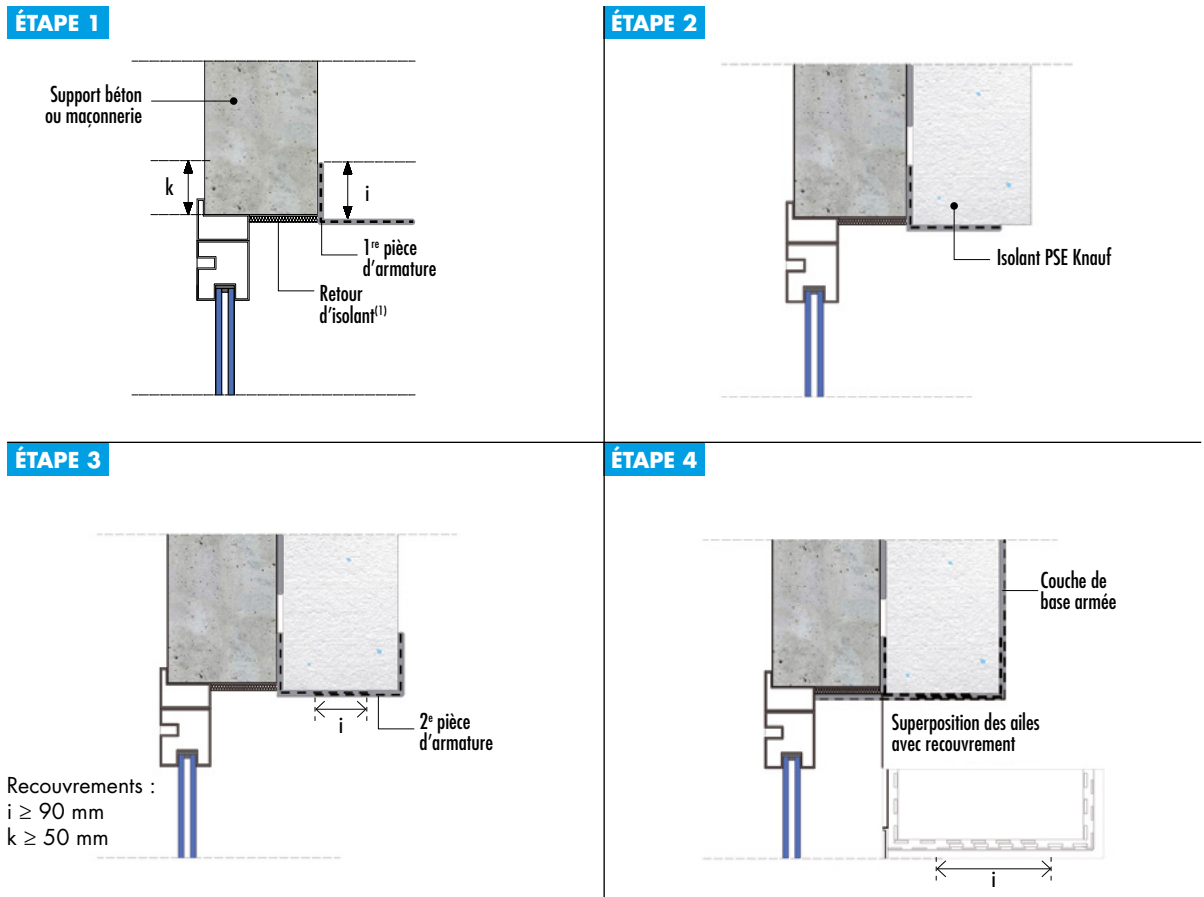 ÉTAPE 1
Support béton
ou maçonnerie
k
i
1re pièce
d'armature
Retour
d'isolant(1)
ÉTAPE 2
Isolant PSE Knauf
ÉTAPE 3
i
2e pièce
d'armature
Recouvrements :
i ≥ 90 mm
k ≥ 50 mm
ÉTAPE 4
Couche de
base armée
Superposition des ailes
avec recouvrement
i